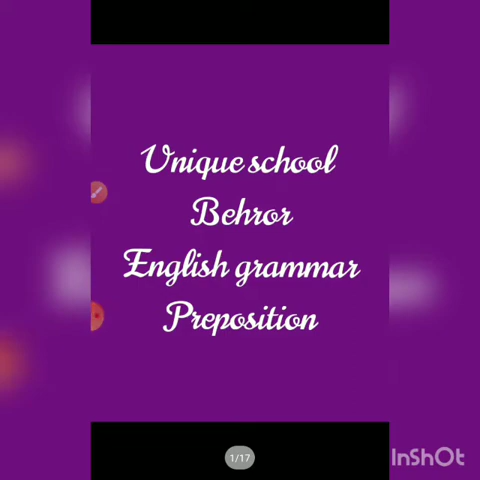 Unique school
Behror
English grammar
Preposition
1/17
InShOt